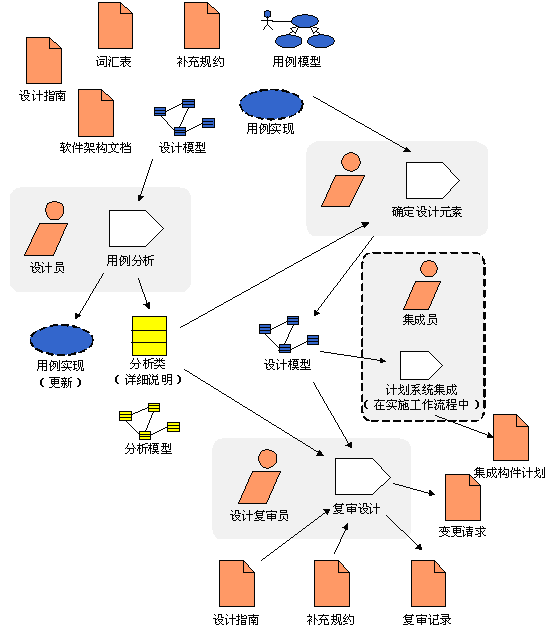 词汇表
补充规约
用例模型
设计指南
软件架构文档
设计模型
用例实现
确定设计元素
设计员
用例分析
集成员
用例实现
（更新）
分析类
（详细说明）
设计模型
计划系统集成
（在实施工作流程中）
分析模型
集成构件计划
设计复审员
复审设计
变更请求
设计指南
补充规约
复审记录